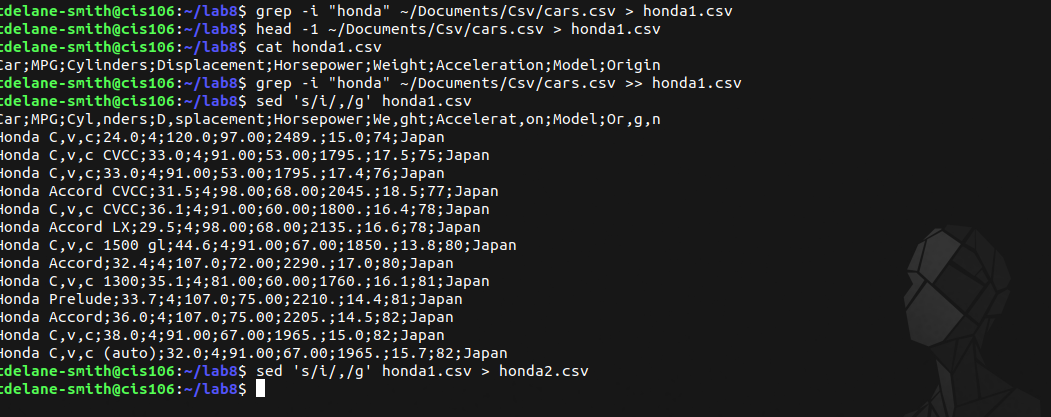 tdelane-smith@cis106:~/lab8$ grep -i "honda" ~/Documents/Csv/cars.csv > honda1.csv
tdelane-smith@cis106:~/lab8$ head -1 ~/Documents/Csv/cars.csv > honda1.csv
tdelane-smith@cis106:~/lab8$ cat honda1.csv
Car;MPG;Cylinders;Displacement;Horsepower;Weight;Acceleration;Model;Origin
tdelane-smith@cis106:~/lab8$ grep -i "honda" ~/Documents/Csv/cars.csv >> honda1.csv
tdelane-smith@cis106:~/lab8$ sed 's/i/,/g' honda1.csv
Car;MPG;Cyl,nders;D,splacement;Horsepower;We,ght;Accelerat,on;Model;Or,g,n
Honda C,v,c;24.0;4;120.0;97.00;2489.;15.0;74;Japan
Honda C,v,c CVCC;33.0;4;91.00;53.00;1795.;17.5;75;Japan
Honda C,v,c;33.0;4;91.00;53.00;1795.;17.4;76;Japan
Honda Accord CVCC;31.5;4;98.00;68.00;2045.;18.5;77;Japan
Honda C,v,c CVCC;36.1;4;91.00;60.00;1800.;16.4;78;Japan
Honda Accord LX;29.5;4;98.00;68.00;2135.;16.6;78;Japan
Honda C,v,c 1500 gl;44.6;4;91.00;67.00;1850.;13.8;80;Japan
Honda Accord;32.4;4;107.0;72.00;2290.;17.0;80;Japan
Honda C,v,c 1300;35.1;4;81.00;60.00;1760.;16.1;81;Japan
Honda Prelude;33.7;4;107.0;75.00;2210.;14.4;81;Japan
Honda Accord;36.0;4;107.0;75.00;2205.;14.5;82;Japan
Honda C,v,c;38.0;4;91.00;67.00;1965.;15.0;82;Japan
Honda C,v,c (auto);32.0;4;91.00;67.00;1965.;15.7;82;Japan
tdelane-smith@cis106:~/lab8$ sed 's/i/,/g' honda1.csv > honda2.csv
tdelane-smith@cis106:~/lab8$